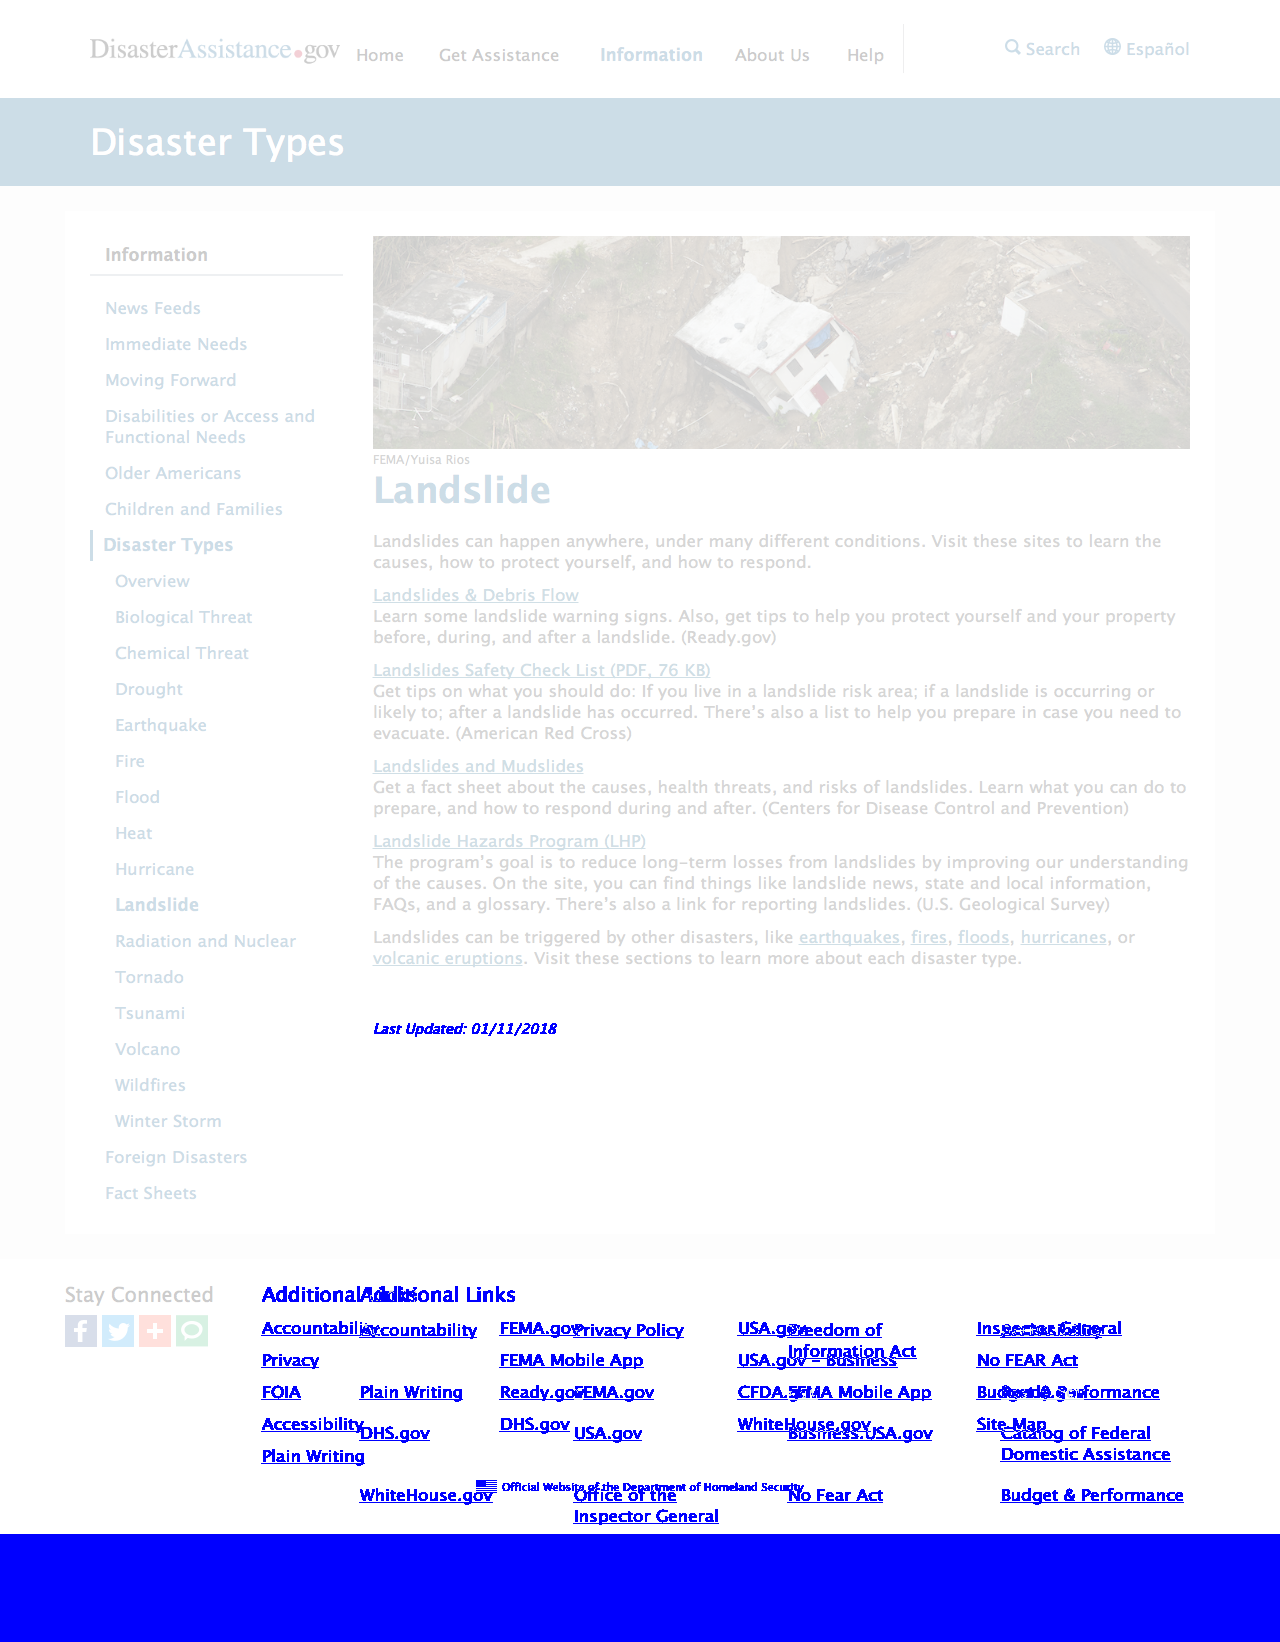 DisasterAssistance.gov
Home
Get Assistance
Information
About Us
Help
Search
Español
Disaster Types
Information
News Feeds
Immediate Needs
Moving Forward
Disabilities or Access and
Functional Needs
Older Americans
Children and Families
Disaster Types
Overview
Biological Threat
Chemical Threat
Drought
Earthquake
Fire
Flood
Heat
Hurricane
Landslide
Radiation and Nuclear
Tornado
Tsunami
Volcano
Wildfires
Winter Storm
Foreign Disasters
Fact Sheets
FEMA/Yuisa Rios
Landslide
Landslides can happen anywhere, under many different conditions. Visit these sites to learn the
causes, how to protect yourself, and how to respond.
Landslides & Debris Flow
Learn some landslide warning signs. Also, get tips to help you protect yourself and your property
before, during, and after a landslide. (Ready.gov)
Landslides Safety Check List (PDF, 76 KB)
Get tips on what you should do: If you live in a landslide risk area; if a landslide is occurring or
likely to; after a landslide has occurred. There's also a list to help you prepare in case you need to
evacuate. (American Red Cross)
Landslides and Mudslides
Get a fact sheet about the causes, health threats, and risks of landslides. Learn what you can do to
prepare, and how to respond during and after. (Centers for Disease Control and Prevention)
Landslide Hazards Program (LHP)
The program's goal is to reduce long-term losses from landslides by improving our understanding
of the causes. On the site, you can find things like landslide news, state and local information,
FAQs, and a glossary. There's also a link for reporting landslides. (U.S. Geological Survey)
Landslides can be triggered by other disasters, like earthquakes, fires, floods, hurricanes, or
volcanic eruptions. Visit these sections to learn more about each disaster type.
Last Updated: 01/11/2018
Stay Connected
Additional Links
Accountability
FEMA.gov
Privacy Policy
USA.gov
Freedom of
Information Act
Inspector General
Privacy
FEMA Mobile App
USA.gov - Business
No FEAR Act
FOIA
Plain Writing
Ready.gov
FEMA.gov
FEMA Mobile App
Budget & Performance
Accessibility
DHS.gov
DHS.gov
USA.gov
WhiteHouse.gov
Business.USA.gov
Site Map
Catalog of Federal
Domestic Assistance
Plain Writing
Official Website of the Department of Homeland Security
WhiteHouse.gov
Office of the
Inspector General
No Fear Act
Budget & Performance